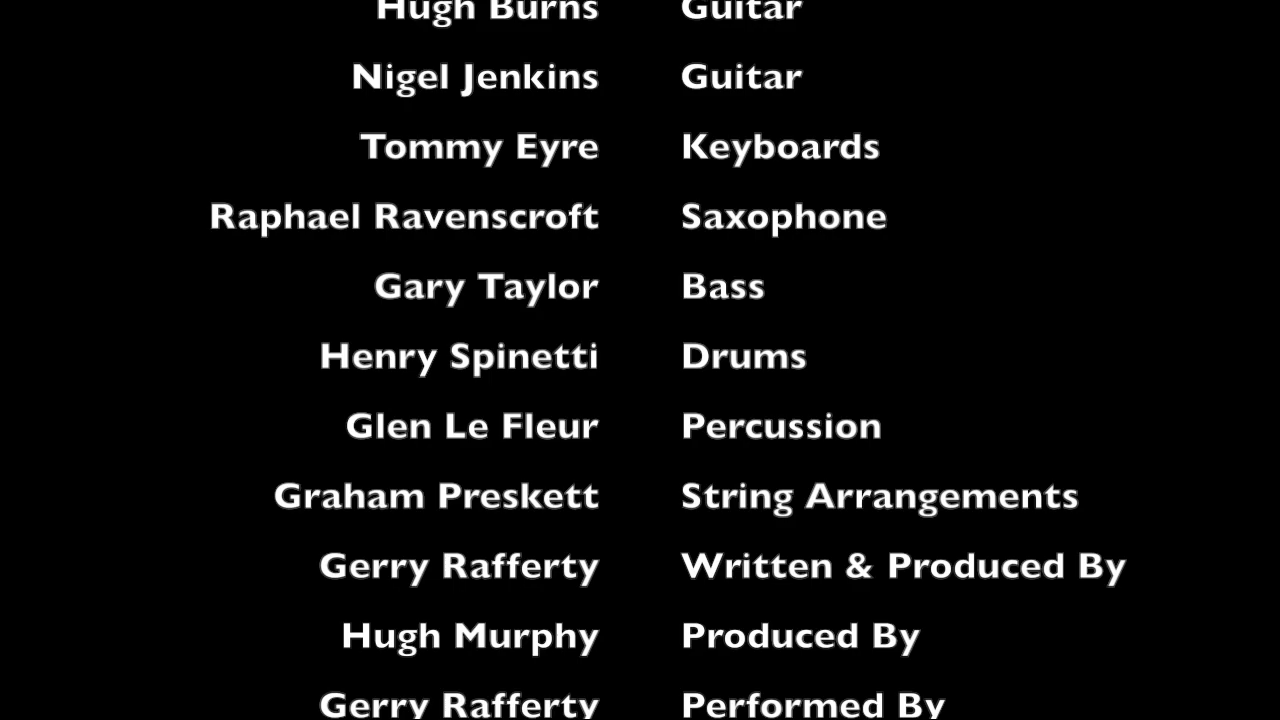 Hugh Burns Guitar
Nigel Jenkins Guitar
Tommy Eyre Keyboards
Raphael Ravenscroft Saxophone
Gary Taylor Bass
Henry Spinetti Drums
Glen Le Fleur Percussion
Graham Preskett String Arrangements
Gerry Rafferty Written & Produced By
Hugh Murphy Produced By
Gerry Rafferty Performed By